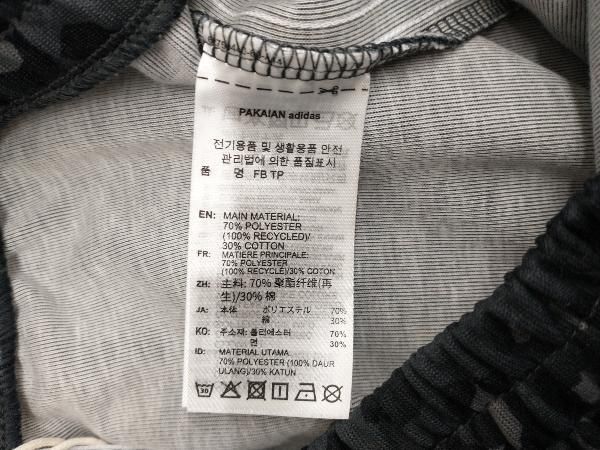 PAKAIAN adidas
전기용품 및 생활용품 안전
관리법에 의한 품질표시
품 명 FB TP
EN: MAIN MATERIAL:
70% POLYESTER
(100% RECYCLED)/
30% COTTON
FR: MATIERE PRINCIPALE:
70% POLYESTER
(100% RECYCLE)/30% COTON
ZH: 主料: 70% 聚酯纤维(再
生)/30% 棉
JA: 本体 ポリエステル 70%
綿 30%
KO: 주소재: 폴리에스터 70%
면 30%
ID: MATERIAL UTAMA:
70% POLYESTER (100% DAUR
ULANG)/30% KATUN
30